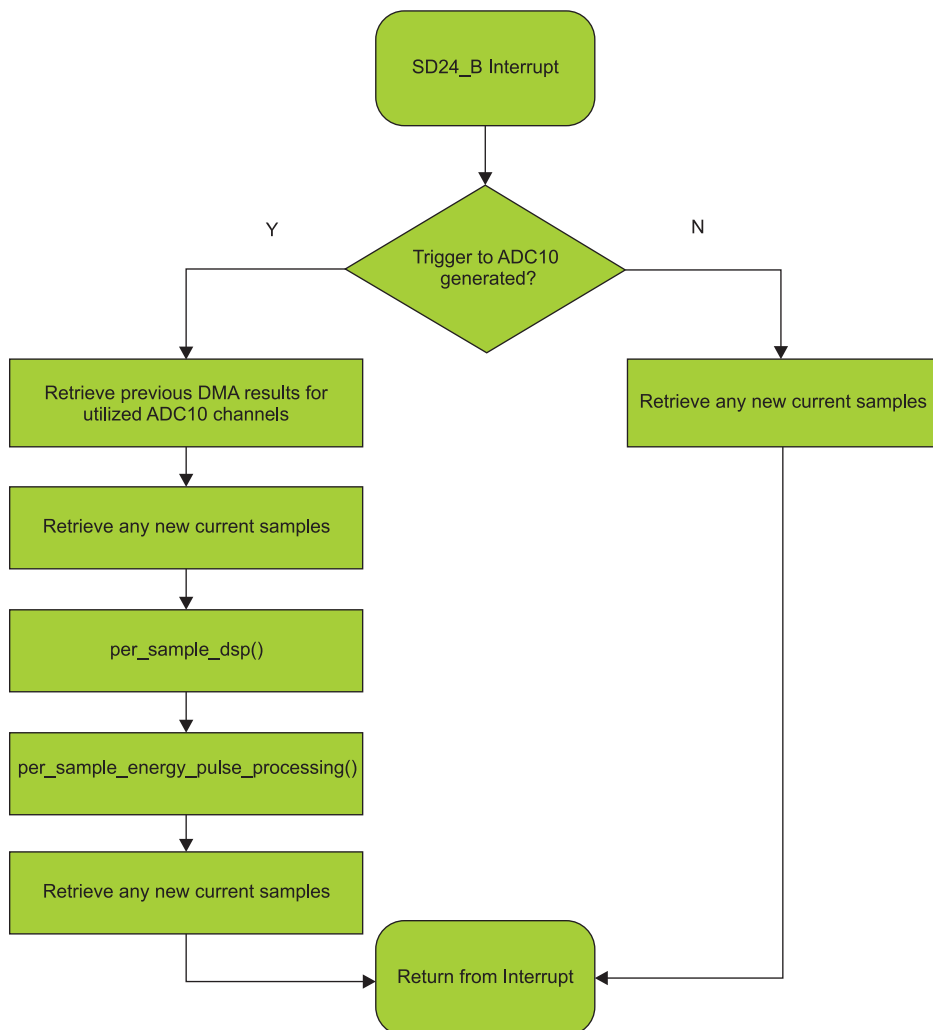 SD24_B Interrupt
Y
N
Trigger to ADC10
generated?
Retrieve previous DMA results for
utilized ADC10 channels
Retrieve any new current samples
Retrieve any new current samples
per_sample_dsp()
per_sample_energy_pulse_processing()
Retrieve any new current samples
Return from Interrupt